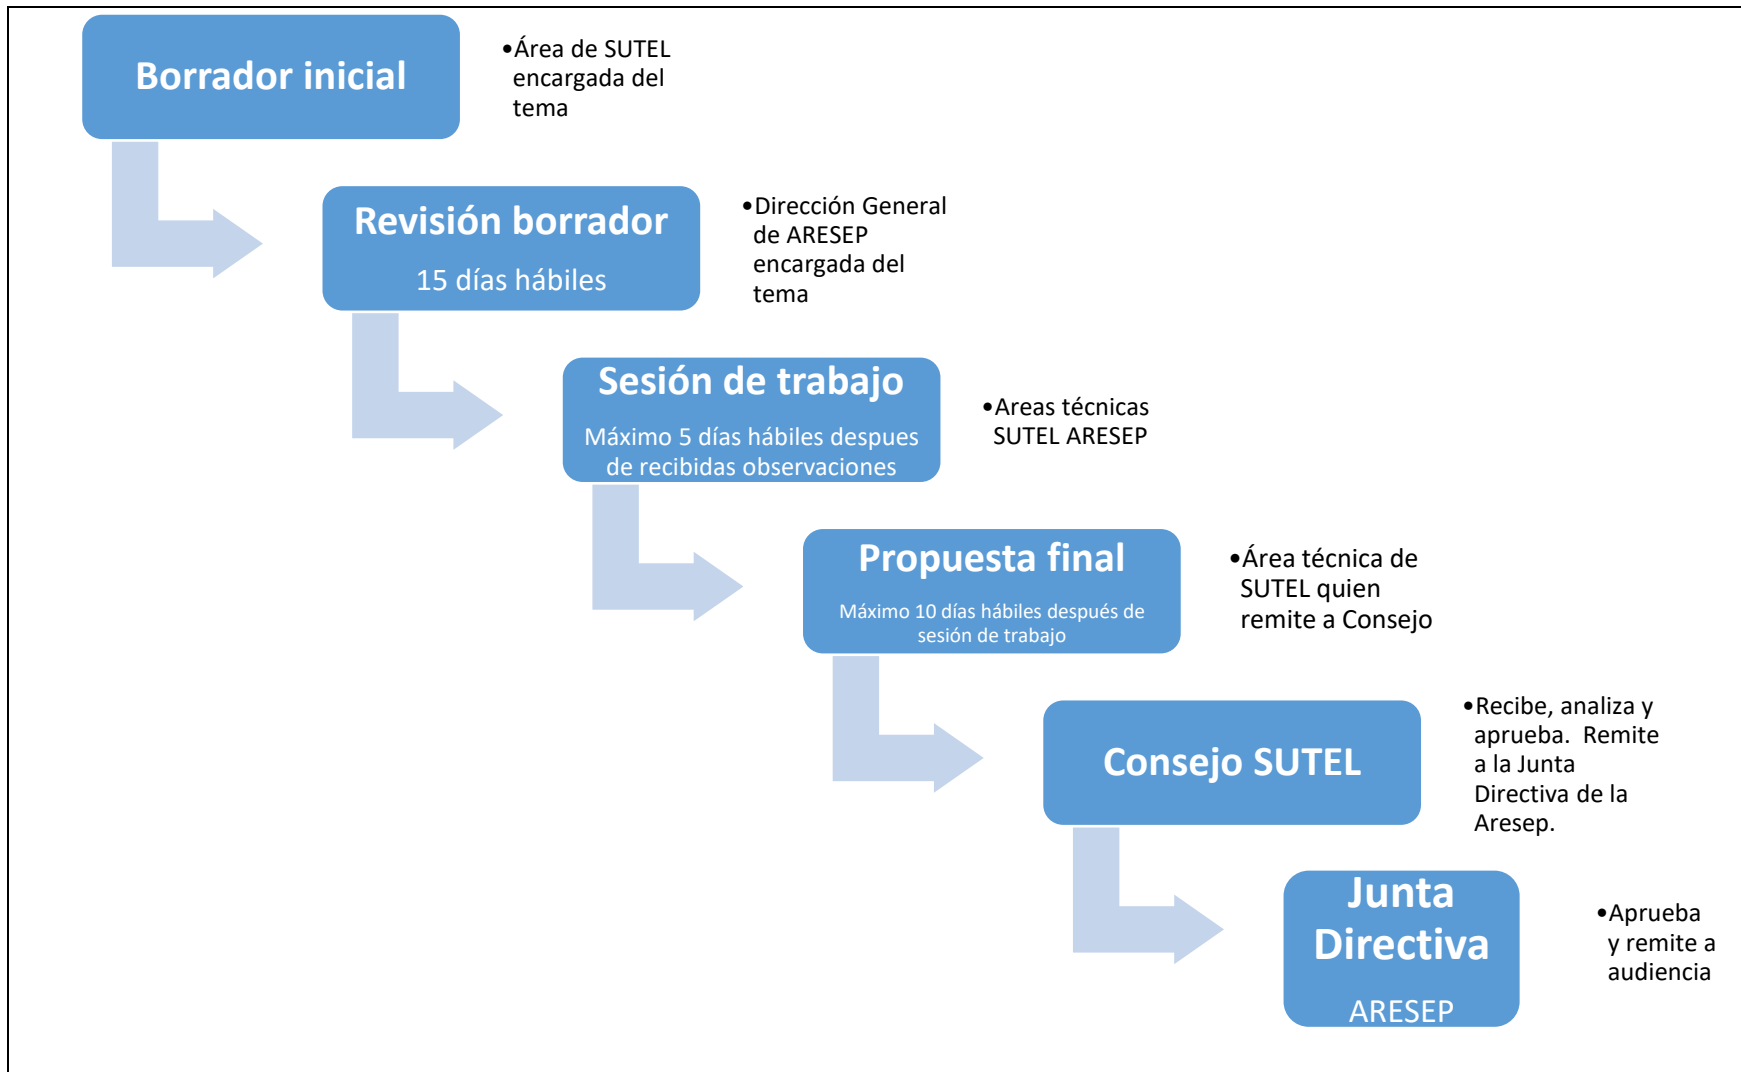 Borrador inicial
•Área de SUTEL
encargada del
tema
Revisión borrador
15 días hábiles
•Dirección General
de ARESEP
encargada del
tema
Sesión de trabajo
Máximo 5 días hábiles despues
de recibidas observaciones
•Areas técnicas
SUTEL ARESEP
Propuesta final
Máximo 10 días hábiles después de
sesión de trabajo
•Área técnica de
SUTEL quien
remite a Consejo
Consejo SUTEL
•Recibe, analiza y
aprueba.  Remite
a la Junta
Directiva de la
Aresep.
Junta
Directiva
ARESEP
•Aprueba
y remite a
audiencia